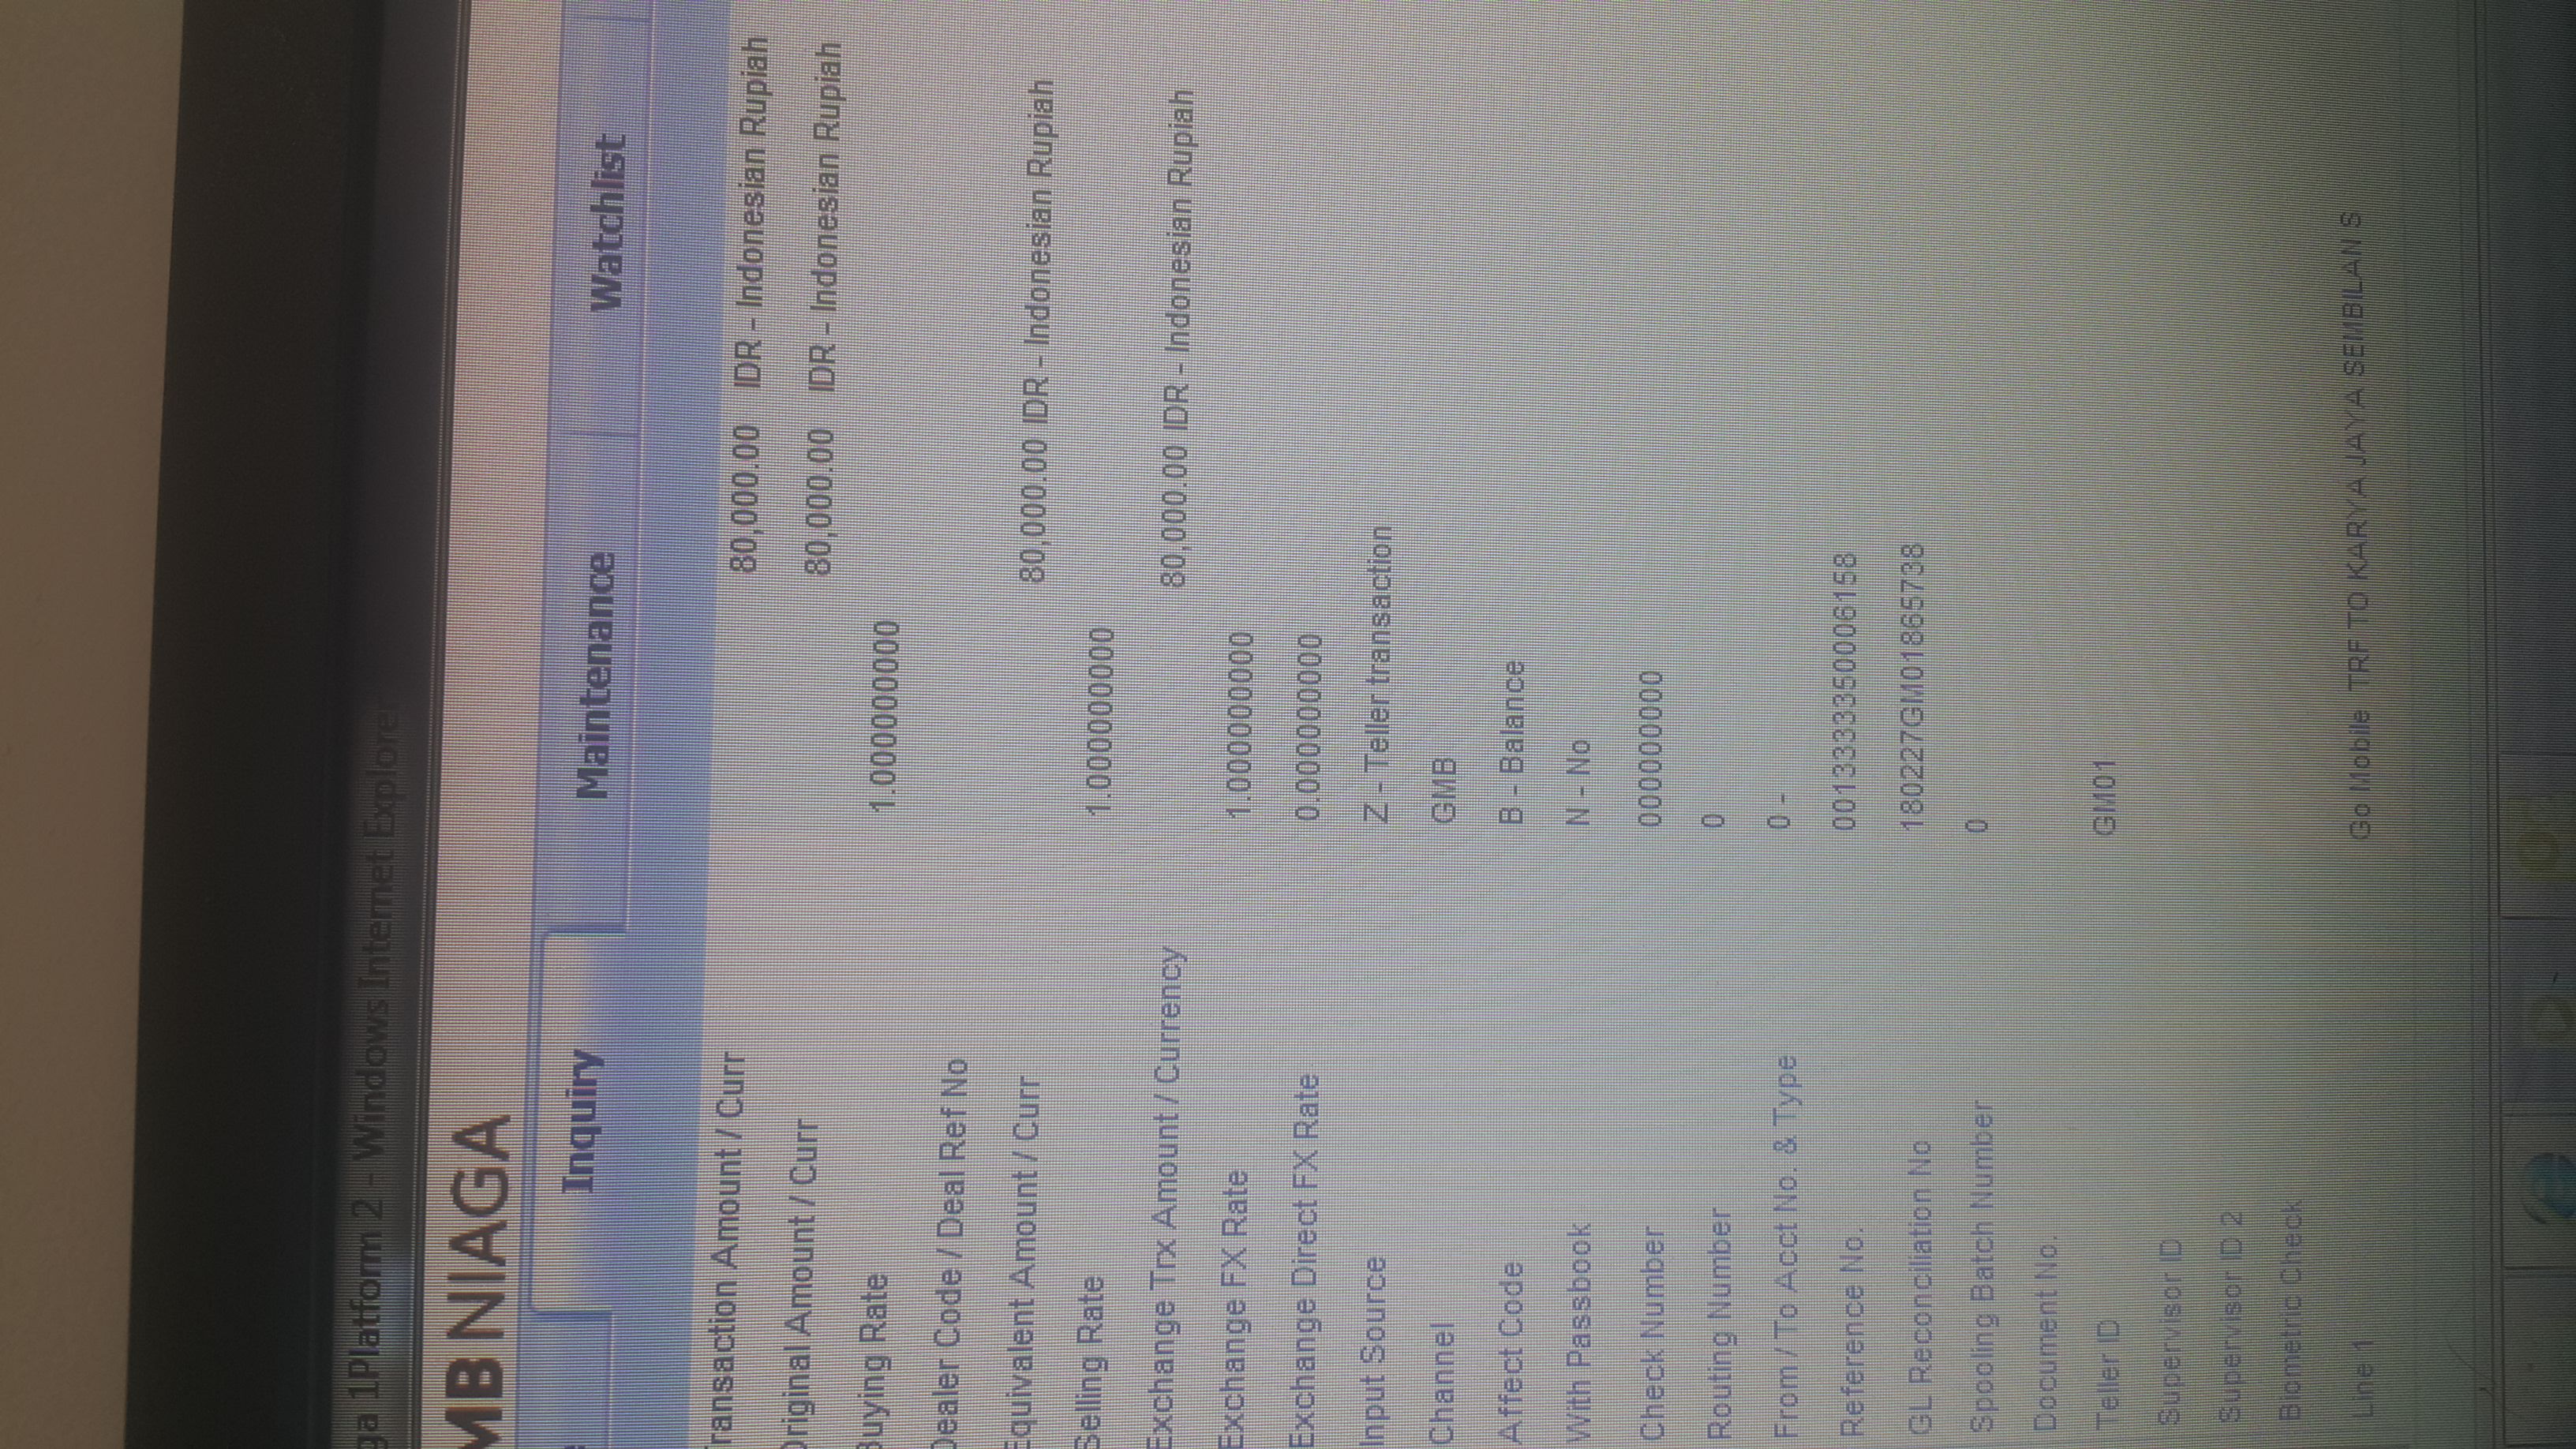 ga 1Platform 2 - Windows Internet Explorer
MB NIAGA
Inquiry Maintenance Watchlist
Transaction Amount / Curr 80,000.00 IDR - Indonesian Rupiah
Original Amount / Curr 80,000.00 IDR - Indonesian Rupiah
Buying Rate 1.000000000
Dealer Code / Deal Ref No
Equivalent Amount / Curr 80,000.00 IDR - Indonesian Rupiah
Selling Rate 1.000000000
Exchange Trx Amount / Currency 80,000.00 IDR - Indonesian Rupiah
Exchange FX Rate 1.000000000
Exchange Direct FX Rate 0.000000000
Input Source Z - Teller transaction
Channel GMB
Affect Code B - Balance
With Passbook N - No
Check Number 000000000
Routing Number 0
From / To Acct No. & Type 0 -
Reference No. 0013333350006158
GL Reconciliation No 180227GM01865738
Spooling Batch Number 0
Document No.
Teller ID GM01
Supervisor ID
Supervisor ID 2
Biometric Check
Line 1 Go Mobile TRF TO KARYA JAYA SEMBILAN S